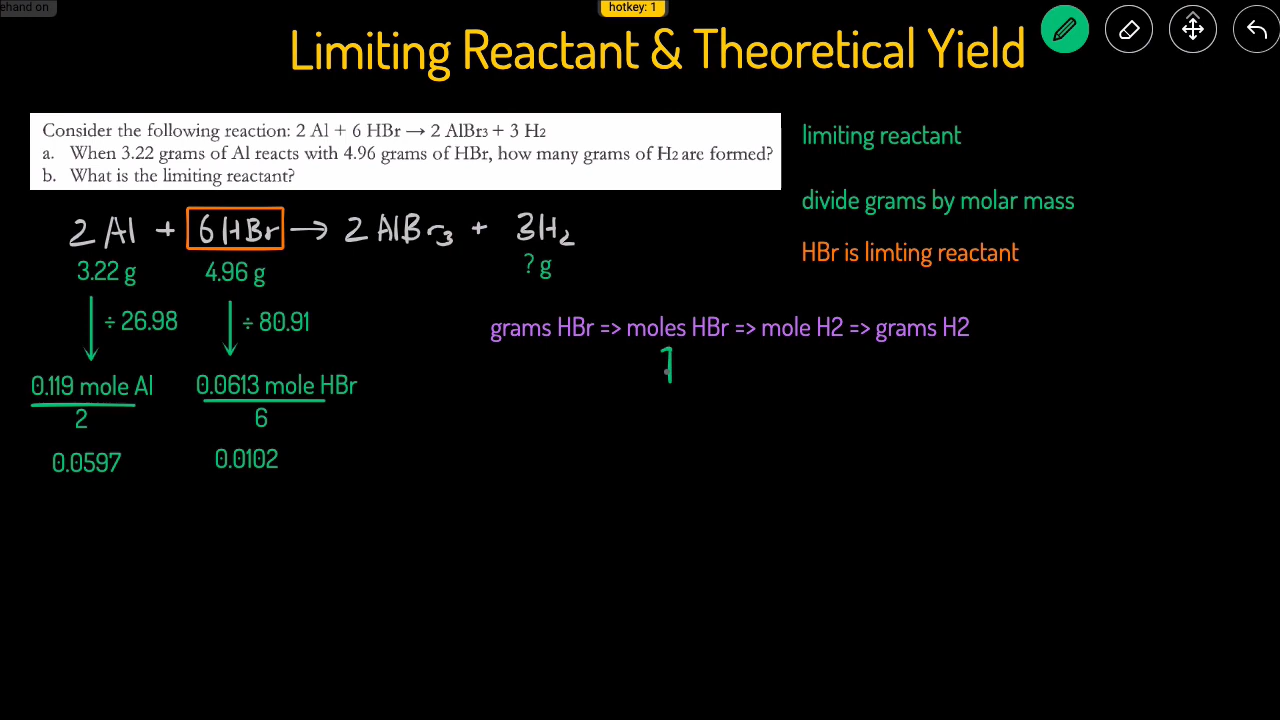 ehand on
hotkey: 1
Limiting Reactant & Theoretical Yield
Consider the following reaction: 2 Al + 6 HBr → 2 AlBr3 + 3 H2
a. When 3.22 grams of Al reacts with 4.96 grams of HBr, how many grams of H2 are formed?
b. What is the limiting reactant?
limiting reactant
divide grams by molar mass
HBr is limting reactant
2 Al + 6 HBr → 2 AlBr3 + 3H2
3.22 g 4.96 g ? g
÷ 26.98 ÷ 80.91
grams HBr => moles HBr => mole H2 => grams H2
1
0.119 mole Al 0.0613 mole HBr
2 6
0.0597 0.0102